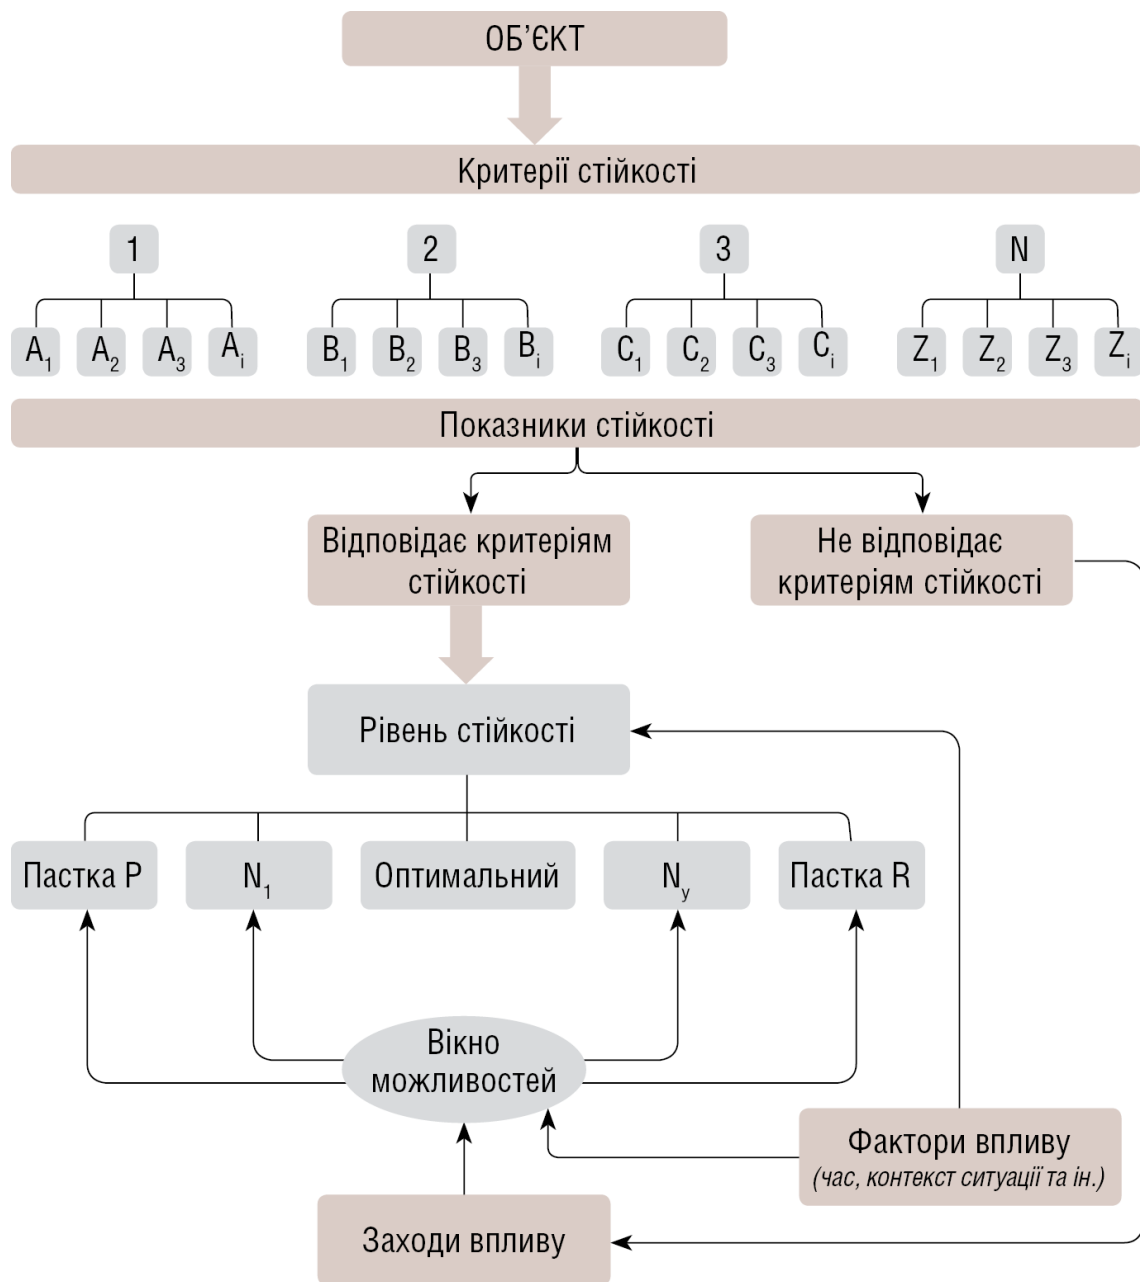 ОБ’ЄКТ
Критерії стійкості
1 2 3 N
A₁ A₂ A₃ Aᵢ B₁ B₂ B₃ Bᵢ C₁ C₂ C₃ Cᵢ Z₁ Z₂ Z₃ Zᵢ
Показники стійкості
Відповідає критеріям
стійкості
Не відповідає
критеріям стійкості
Рівень стійкості
Пастка P N₁ Оптимальний Nᵧ Пастка R
Вікно
можливостей
Фактори впливу
(час, контекст ситуації та ін.)
Заходи впливу